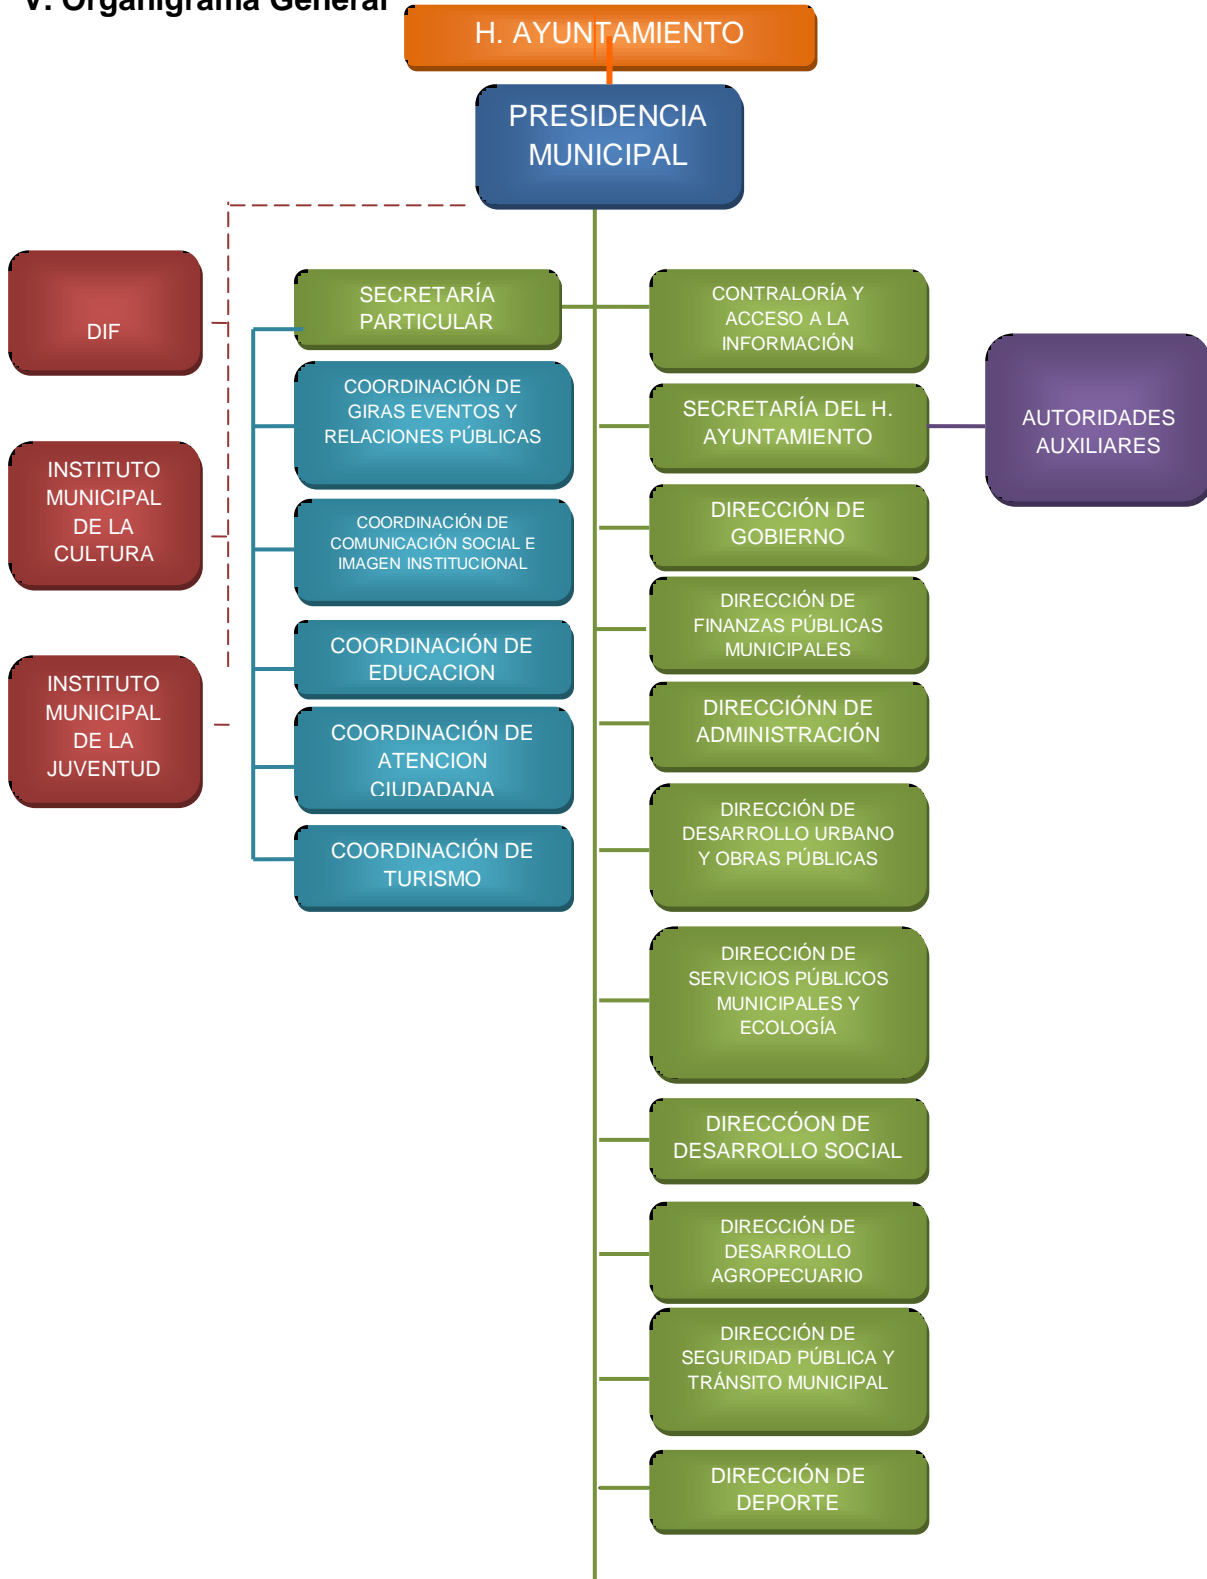 V. Organigrama General
H. AYUNTAMIENTO
PRESIDENCIA
MUNICIPAL
DIF
INSTITUTO
MUNICIPAL
DE LA
CULTURA
INSTITUTO
MUNICIPAL
DE LA
JUVENTUD
SECRETARÍA
PARTICULAR
COORDINACIÓN DE
GIRAS EVENTOS Y
RELACIONES PÚBLICAS
COORDINACIÓN DE
COMUNICACIÓN SOCIAL E
IMAGEN INSTITUCIONAL
COORDINACIÓN DE
EDUCACION
COORDINACIÓN DE
ATENCION
CIUDADANA
COORDINACIÓN DE
TURISMO
CONTRALORÍA Y
ACCESO A LA
INFORMACIÓN
SECRETARÍA DEL H.
AYUNTAMIENTO
AUTORIDADES
AUXILIARES
DIRECCIÓN DE
GOBIERNO
DIRECCIÓN DE
FINANZAS PÚBLICAS
MUNICIPALES
DIRECCIÓNN DE
ADMINISTRACIÓN
DIRECCIÓN DE
DESARROLLO URBANO
Y OBRAS PÚBLICAS
DIRECCIÓN DE
SERVICIOS PÚBLICOS
MUNICIPALES Y
ECOLOGÍA
DIRECCÓON DE
DESARROLLO SOCIAL
DIRECCIÓN DE
DESARROLLO
AGROPECUARIO
DIRECCIÓN DE
SEGURIDAD PÚBLICA Y
TRÁNSITO MUNICIPAL
DIRECCIÓN DE
DEPORTE